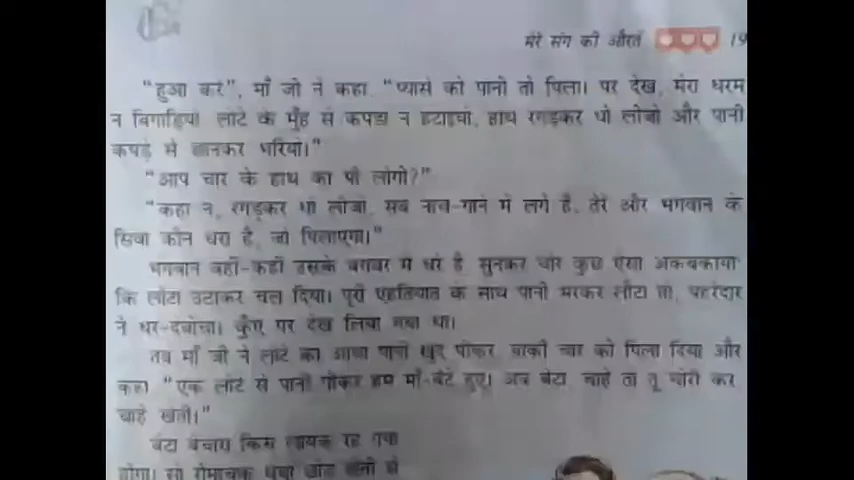 मेरे संग की औरतें 19
"हुआ करे", माँ जी ने कहा, "प्यासे को पानी तो पिला। पर देख, मेरा धरम
न बिगाड़ियो। लोटे के मुँह से कपड़ा न हटाइयो, हाथ रगड़कर धो लीजो और पानी
कपड़े से छानकर भरियो।"
"आप चोर के हाथ का पी लोगी?"
"कहा न, रगड़कर धो लीजो, सब नाच-गाने में लगे हैं, तेरे और भगवान के
सिवा कौन धरा है, जो पिलाएगा।"
भगवान वहीं-कहीं उसके बराबर में धरे हैं सुनकर चोर कुछ ऐसा अकबकाया
कि लोटा उठाकर चल दिया। पूरी एहतियात के साथ पानी भरकर लौटा तो, पहरेदार
ने धर-दबोचा। कुँए पर देख लिया गया था।
तब माँ जी ने लोटे का आधा पानी खुद पीकर, बाकी चोर को पिला दिया और
कहा "एक लोटे से पानी पीकर हम माँ-बेटे हुए। अब बेटा, चाहे तो तू चोरी कर
चाहे खेती।"
बेटा बेचारा किस लायक रह गया
होगा। सो रोमांचक धंधा छोड़ खेती से